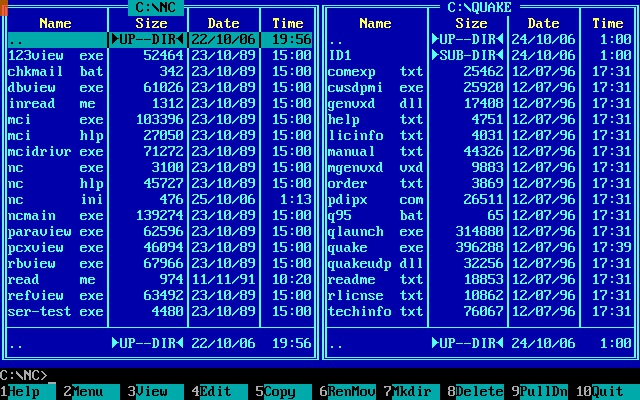 C:\NC C:\QUAKE
Name Size Date Time Name Size Date Time
.. ►UP--DIR◄ 22/10/06 19:56 .. ►UP--DIR◄ 24/10/06 1:00
123view exe 52464 23/10/89 15:00 ID1 ►SUB-DIR◄ 24/10/06 1:00
chkmail bat 342 23/10/89 15:00 comexp txt 25462 12/07/96 17:31
dbview exe 61026 23/10/89 15:00 cwsdpmi exe 25920 12/07/96 17:31
inread me 1312 23/10/89 15:00 genvxd dll 17408 12/07/96 17:31
mci exe 103396 23/10/89 15:00 help txt 4751 12/07/96 17:31
mci hlp 27050 23/10/89 15:00 licinfo txt 4031 12/07/96 17:31
mcidrivr exe 71272 23/10/89 15:00 manual txt 44326 12/07/96 17:31
nc exe 3100 23/10/89 15:00 mgenvxd vxd 9883 12/07/96 17:31
nc hlp 45727 23/10/89 15:00 order txt 3869 12/07/96 17:31
nc ini 476 25/10/06 1:13 pdipx com 26511 12/07/96 17:31
ncmain exe 139274 23/10/89 15:00 q95 bat 65 12/07/96 17:31
paraview exe 62596 23/10/89 15:00 qlaunch exe 314880 12/07/96 17:31
pcxview exe 46094 23/10/89 15:00 quake exe 396288 12/07/96 17:39
rbview exe 67966 23/10/89 15:00 quakeudp dll 32256 12/07/96 17:31
read me 974 11/11/91 10:20 readme txt 18853 12/07/96 17:31
refview exe 63492 23/10/89 15:00 rlicnse txt 10862 12/07/96 17:31
ser-test exe 4480 23/10/89 15:00 techinfo txt 76067 12/07/96 17:31
.. ►UP--DIR◄ 22/10/06 19:56 .. ►UP--DIR◄ 24/10/06 1:00
C:\NC>
1Help 2Menu 3View 4Edit 5Copy 6RenMov 7Mkdir 8Delete 9PullDn 10Quit